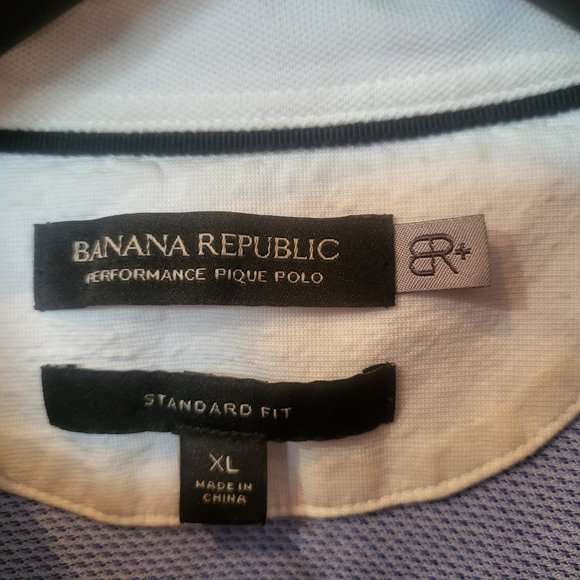 BANANA REPUBLIC
PERFORMANCE PIQUE POLO
BR+
STANDARD FIT
XL
MADE IN
CHINA